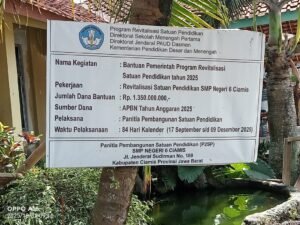 Program Revitalisasi Satuan Pendidikan
Direktorat Sekolah Menengah Pertama
Direktorat Jenderal PAUD Dasmen
Kementerian Pendidikan Dasar dan Menengah
Nama Kegiatan : Bantuan Pemerintah Program Revitalisasi
Satuan Pendidikan tahun 2025
Pekerjaan : Revitalisasi Satuan Pendidikan SMP Negeri 6 Ciamis
Jumlah Dana Bantuan : Rp. 1.350.000.000,-
Sumber Dana : APBN Tahun Anggaran 2025
Pelaksana : Panitia Pembangunan Satuan Pendidikan
Waktu Pelaksanaan : 84 Hari Kalender (17 September s/d 09 Desember 2025)
Panitia Pembangunan Satuan Pendidikan (P2SP)
SMP NEGERI 6 CIAMIS
Jl. Jenderal Sudirman No. 188
Kabupaten Ciamis Provinsi Jawa Barat
OPPO A60